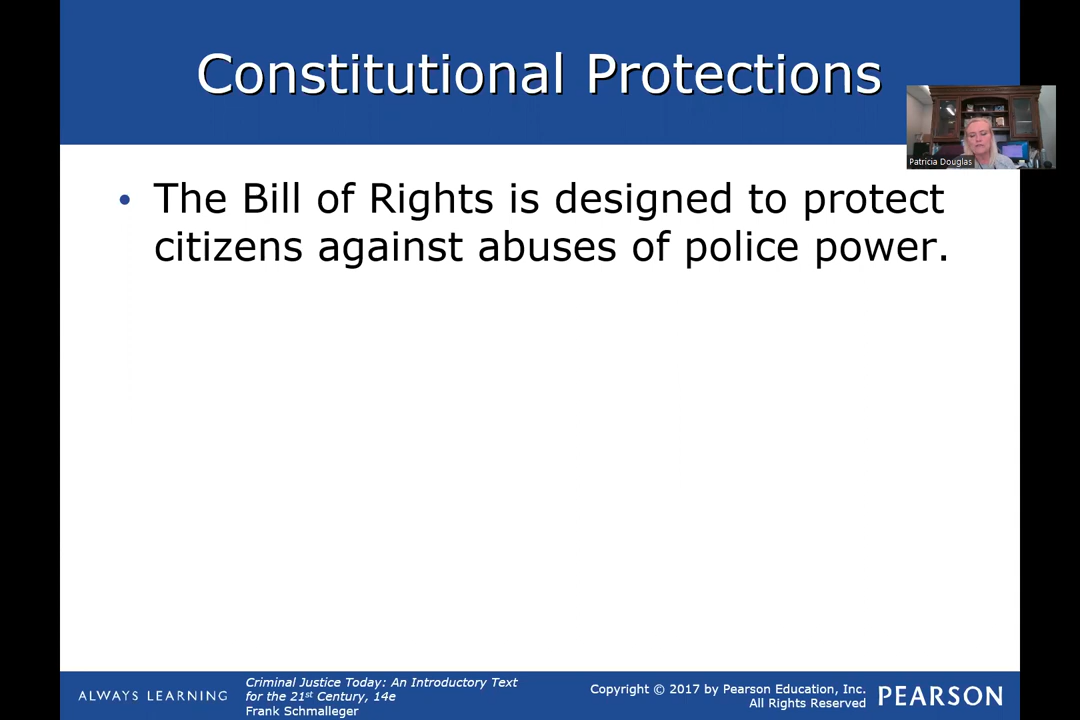 Constitutional Protections
Patricia Douglas
• The Bill of Rights is designed to protect
citizens against abuses of police power.
ALWAYS LEARNING
Criminal Justice Today: An Introductory Text
for the 21st Century, 14e
Frank Schmalleger
Copyright © 2017 by Pearson Education, Inc.
All Rights Reserved
PEARSON